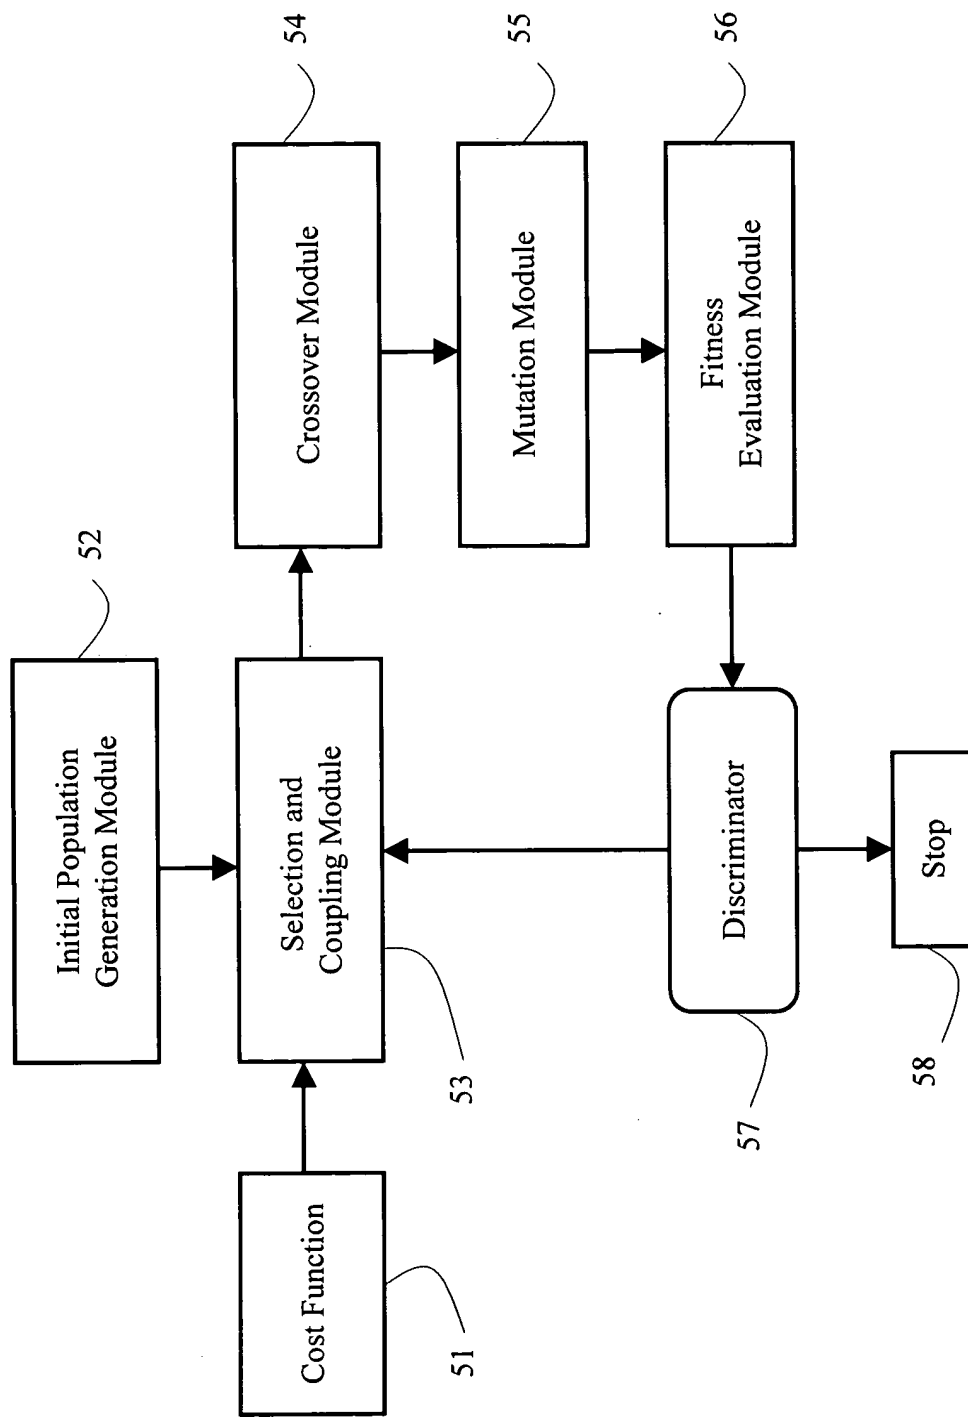 52
Initial Population
Generation Module
54
Cost Function
51
Selection and
Coupling Module
53
Crossover Module
55
Mutation Module
56
Fitness
Evaluation Module
Discriminator
57
Stop
58